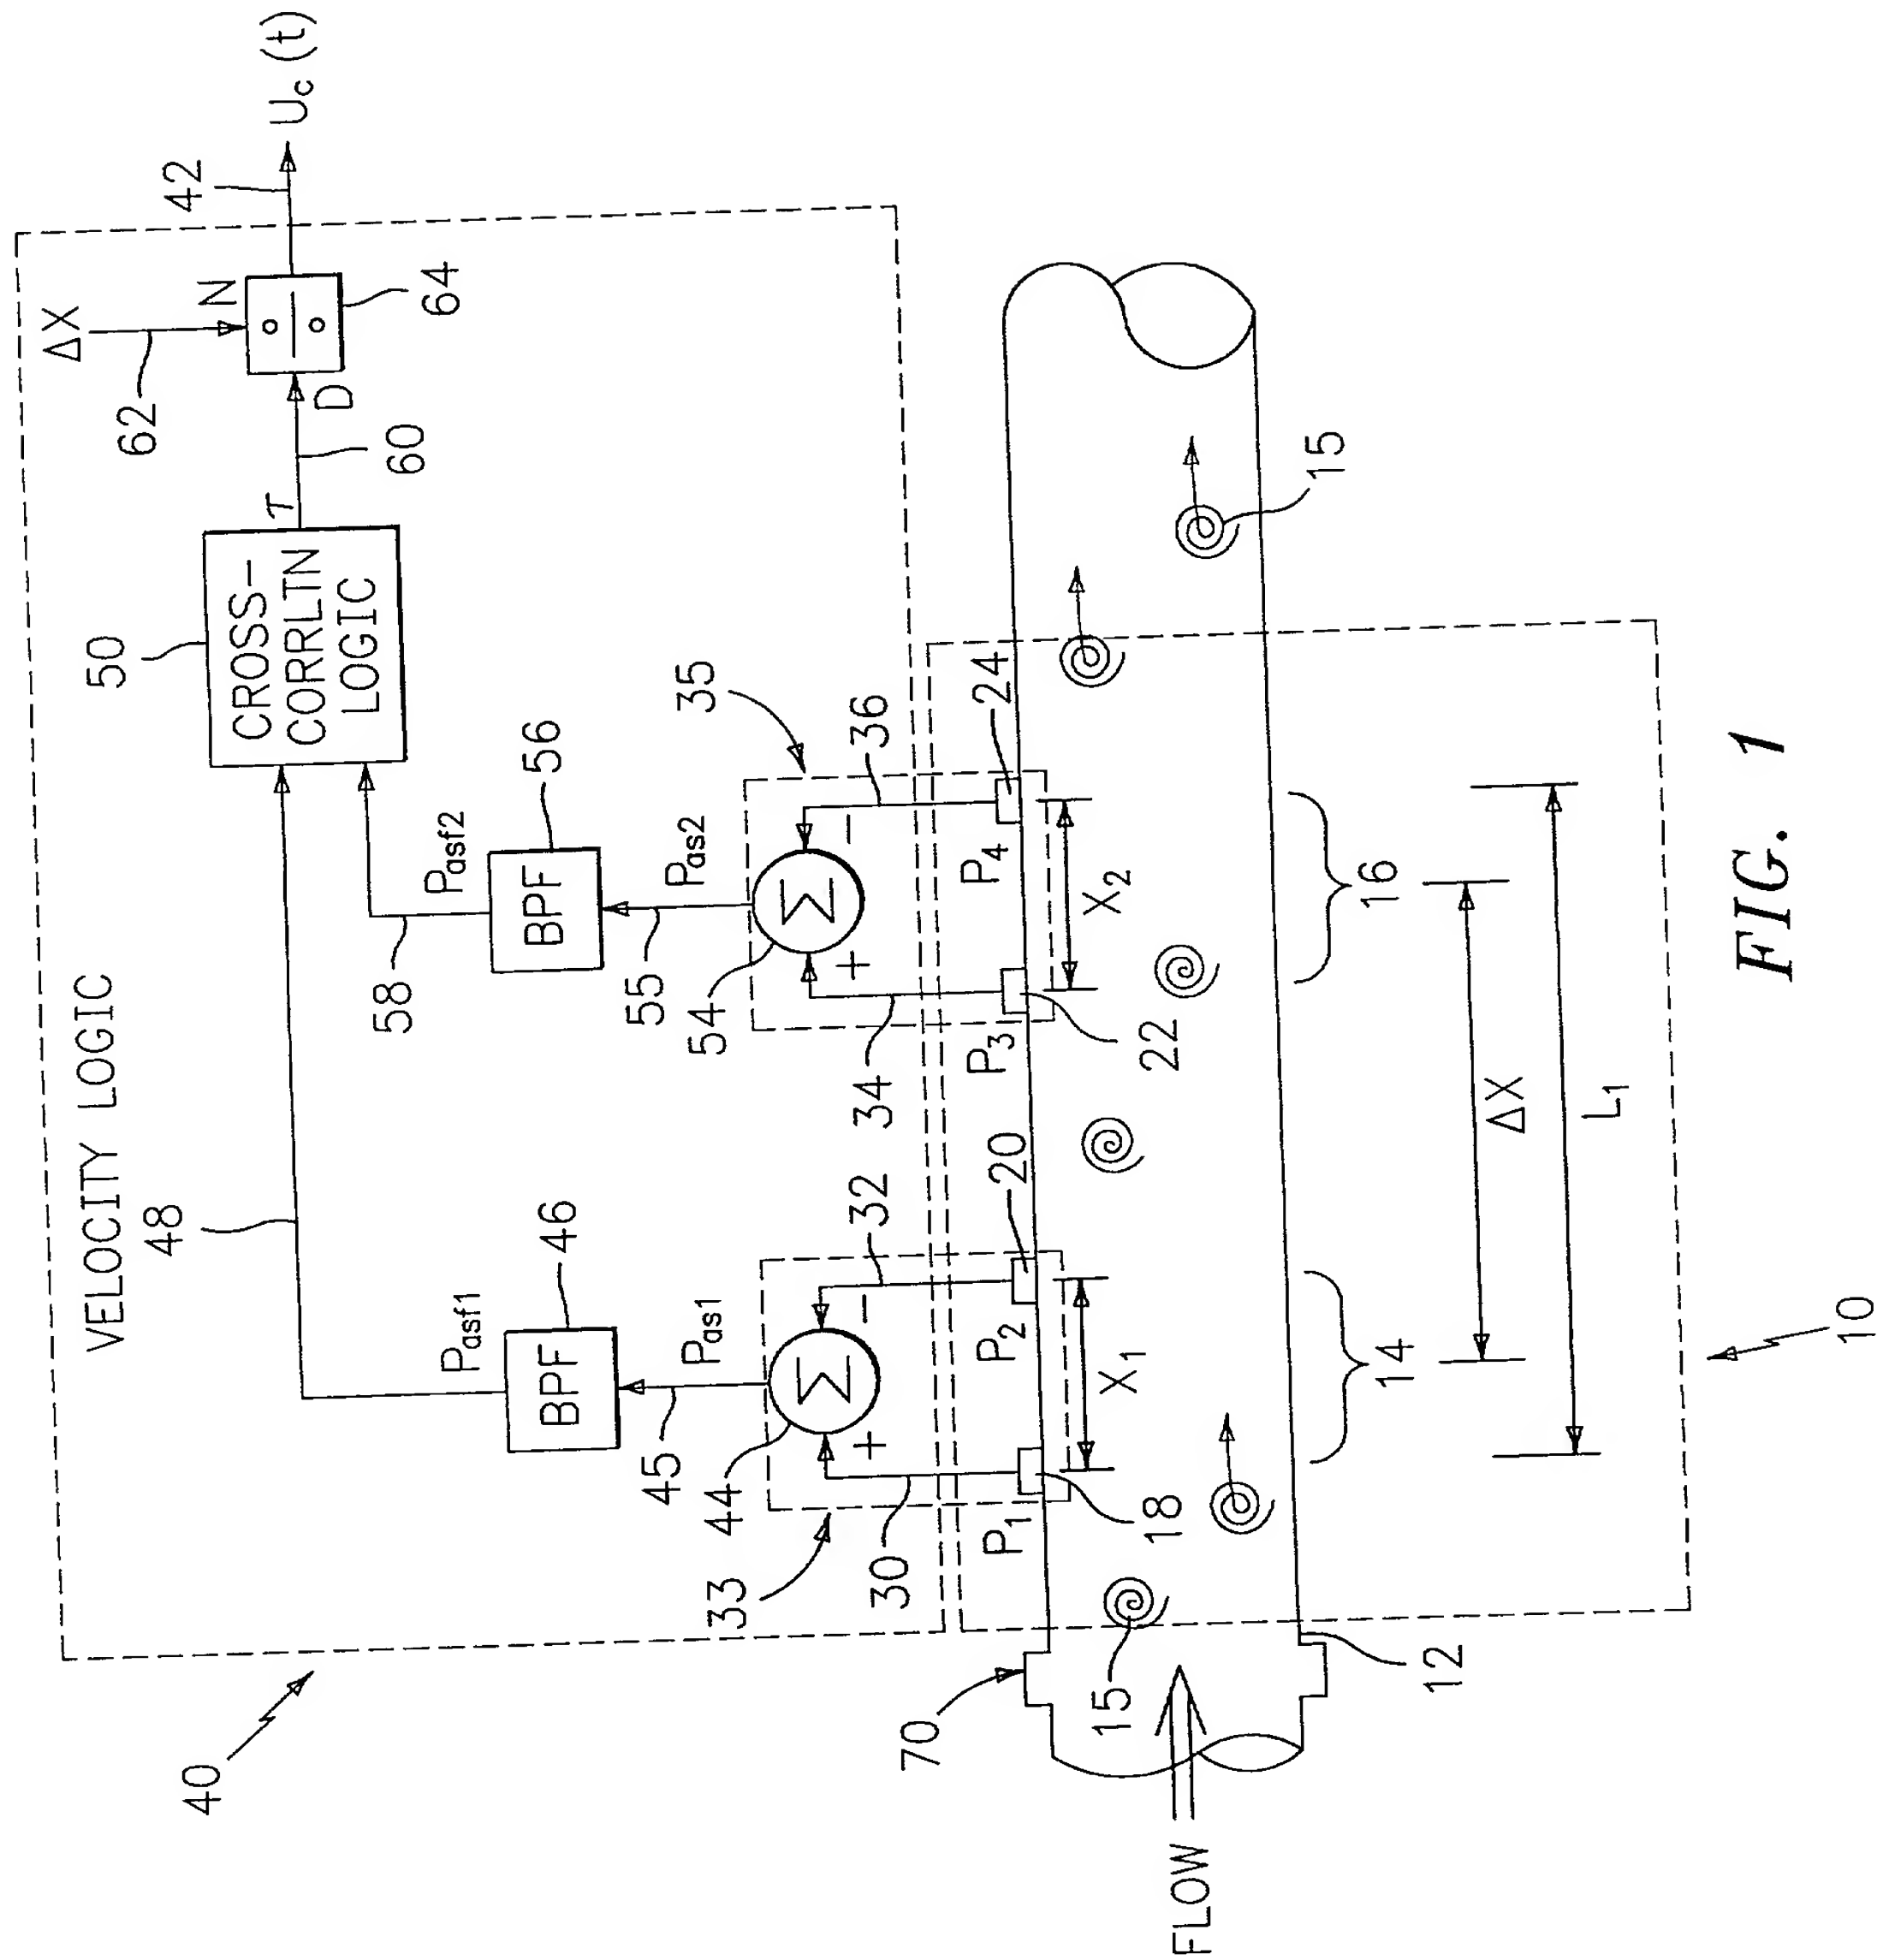 40
VELOCITY LOGIC
ΔX
62
N
42
Uc (t)
50
CROSS-
CORRLTN
LOGIC
τ
60
D
64
48
Pasf1
46
BPF
45
Pas1
44
Σ
+
−
33
30
32
58
Pasf2
56
BPF
55
Pas2
54
Σ
+
−
35
34
36
P1
18
P2
20
X1
P3
22
P4
24
X2
70
15
FLOW
12
15
14
16
ΔX
L1
10
FIG. 1